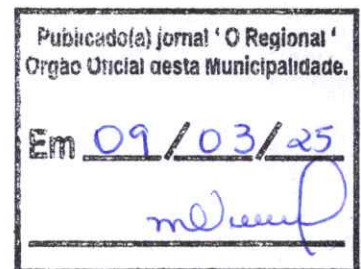 Publicado(a) jornal ' O Regional '
Orgão Oficial desta Municipalidade.
Em 09/03/25